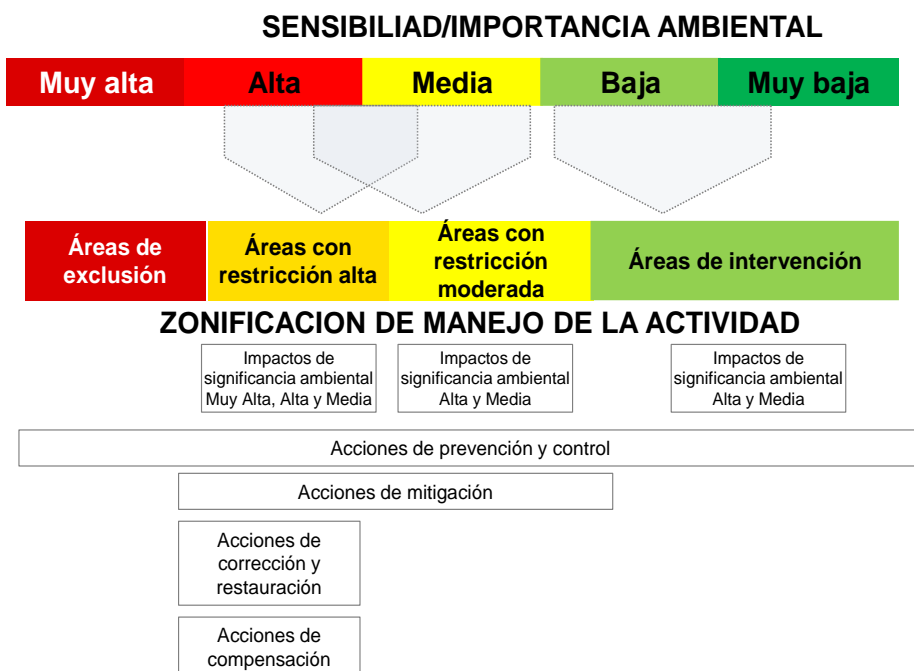 SENSIBILIAD/IMPORTANCIA AMBIENTAL
Muy alta
Alta
Media
Baja
Muy baja
Áreas de
exclusión
Áreas con
restricción alta
Áreas con
restricción
moderada
Áreas de intervención
ZONIFICACION DE MANEJO DE LA ACTIVIDAD
Impactos de
significancia ambiental
Muy Alta, Alta y Media
Impactos de
significancia ambiental
Alta y Media
Impactos de
significancia ambiental
Alta y Media
Acciones de prevención y control
Acciones de mitigación
Acciones de
corrección y
restauración
Acciones de
compensación